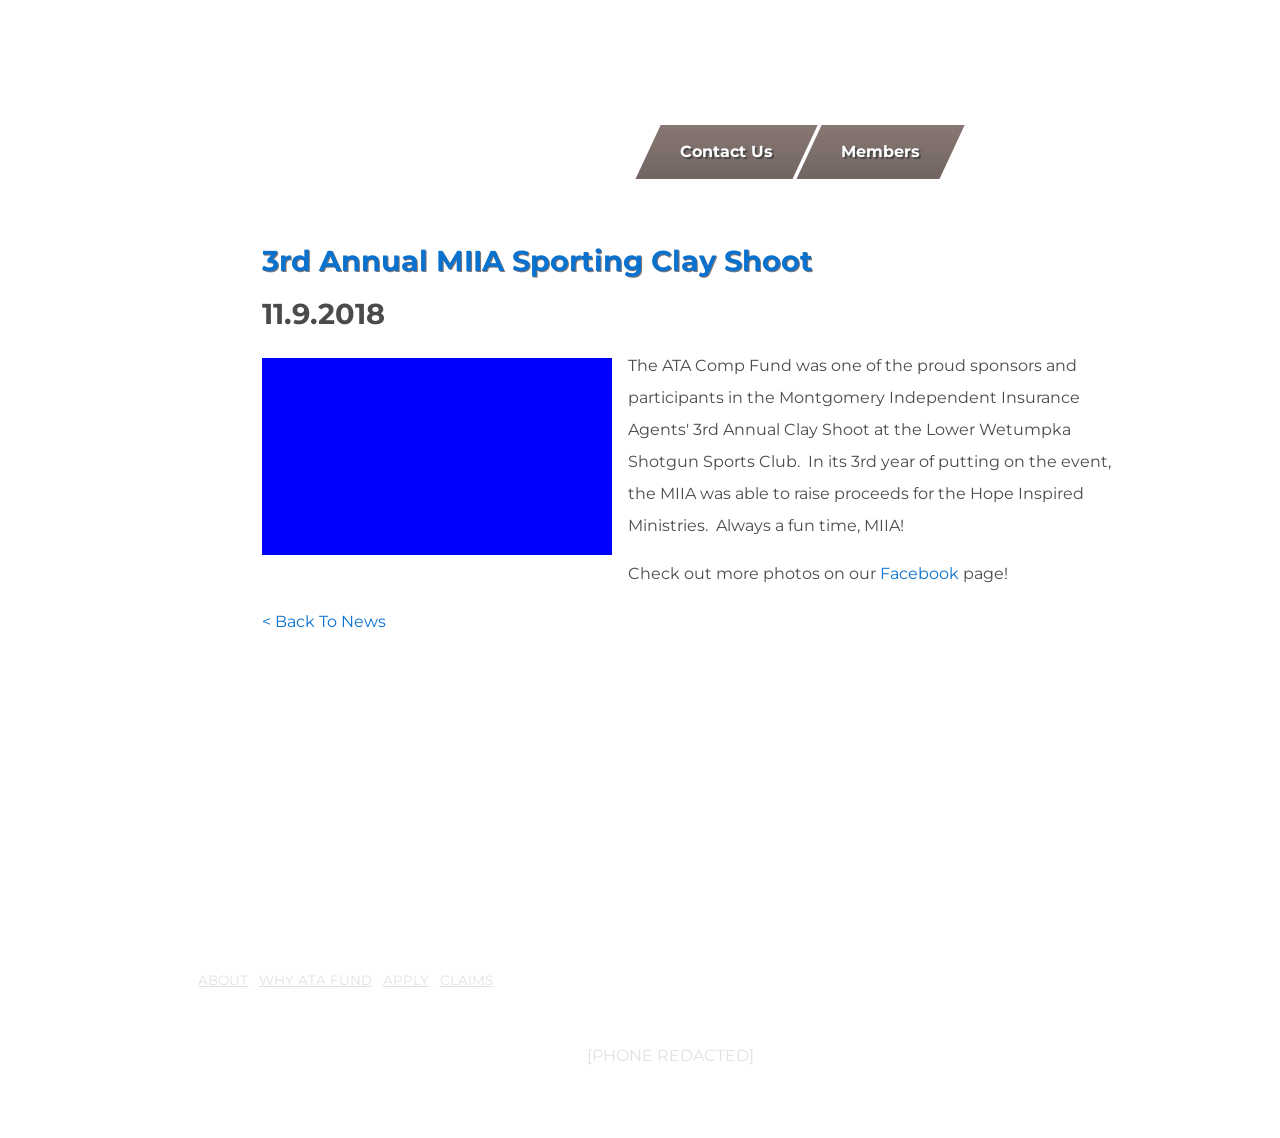 Contact Us
Members
3rd Annual MIIA Sporting Clay Shoot
11.9.2018
The ATA Comp Fund was one of the proud sponsors and
participants in the Montgomery Independent Insurance
Agents' 3rd Annual Clay Shoot at the Lower Wetumpka
Shotgun Sports Club.  In its 3rd year of putting on the event,
the MIIA was able to raise proceeds for the Hope Inspired
Ministries.  Always a fun time, MIIA!
Check out more photos on our Facebook page!
< Back To News
ABOUT WHY ATA FUND APPLY CLAIMS
[PHONE REDACTED]